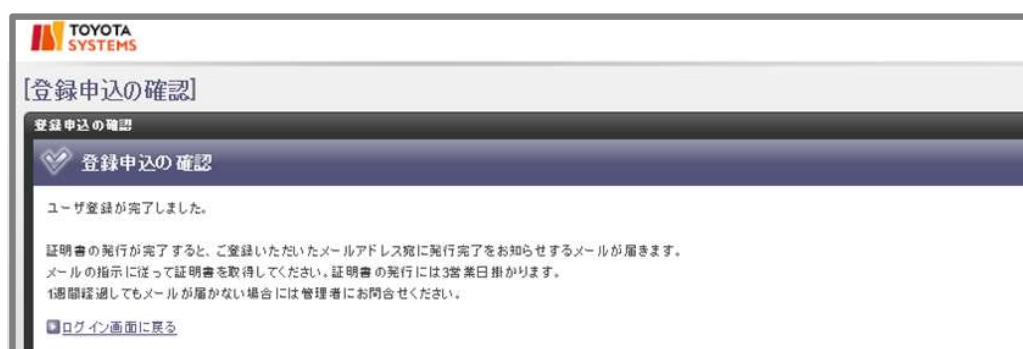 TOYOTA
SYSTEMS
[登録申込の確認]
登録申込の確認
登録申込の確認
ユーザ登録が完了しました。
証明書の発行が完了すると、ご登録いただいたメールアドレス宛に発行完了をお知らせするメールが届きます。
メールの指示に従って証明書を取得してください。証明書の発行には3営業日掛かります。
1週間経過してもメールが届かない場合には管理者にお問合せください。
ログイン画面に戻る